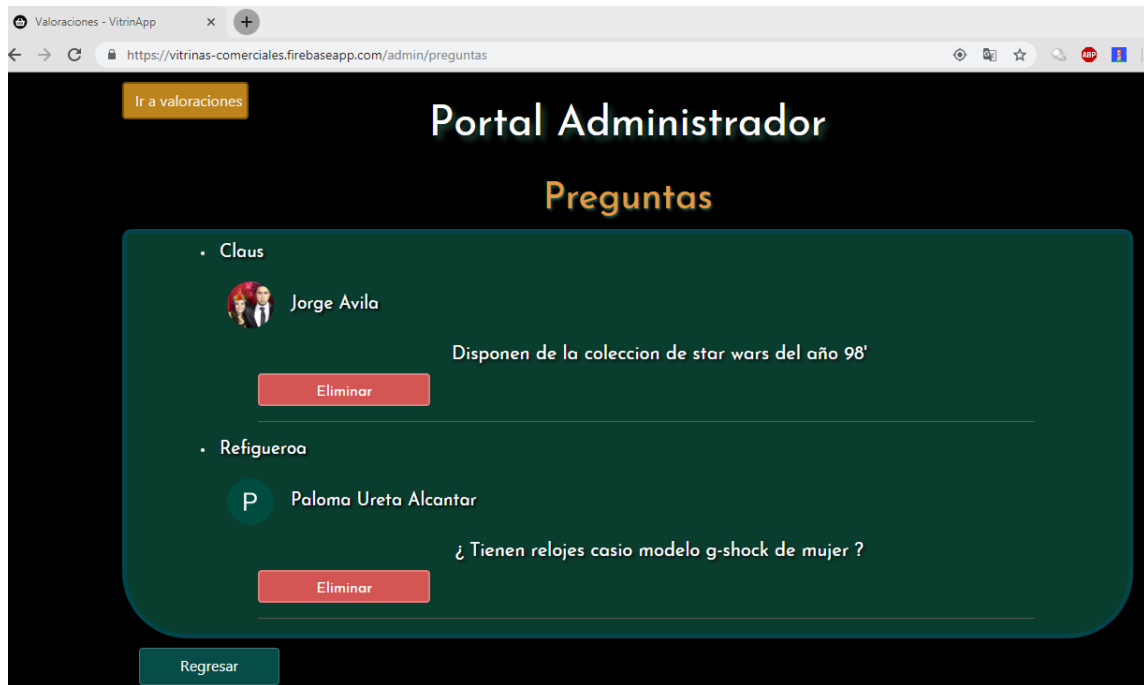 Valoraciones - VitrinApp
https://vitrinas-comerciales.firebaseapp.com/admin/preguntas
ABP
Ir a valoraciones
Portal Administrador
Preguntas
Claus
Jorge Avila
Disponen de la coleccion de star wars del año 98'
Eliminar
Refigueroa
P
Paloma Ureta Alcantar
¿ Tienen relojes casio modelo g-shock de mujer ?
Eliminar
Regresar